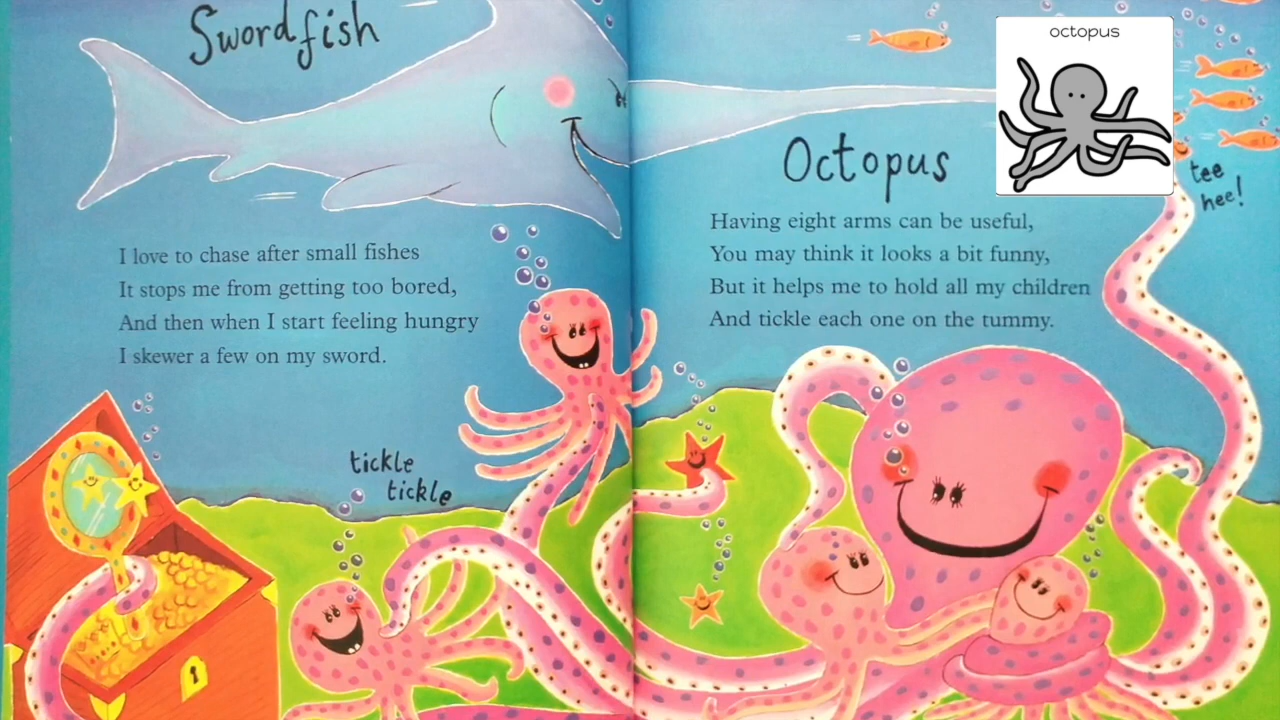 Swordfish
I love to chase after small fishes
It stops me from getting too bored,
And then when I start feeling hungry
I skewer a few on my sword.
tickle
tickle
octopus
Octopus
tee
hee!
Having eight arms can be useful,
You may think it looks a bit funny,
But it helps me to hold all my children
And tickle each one on the tummy.